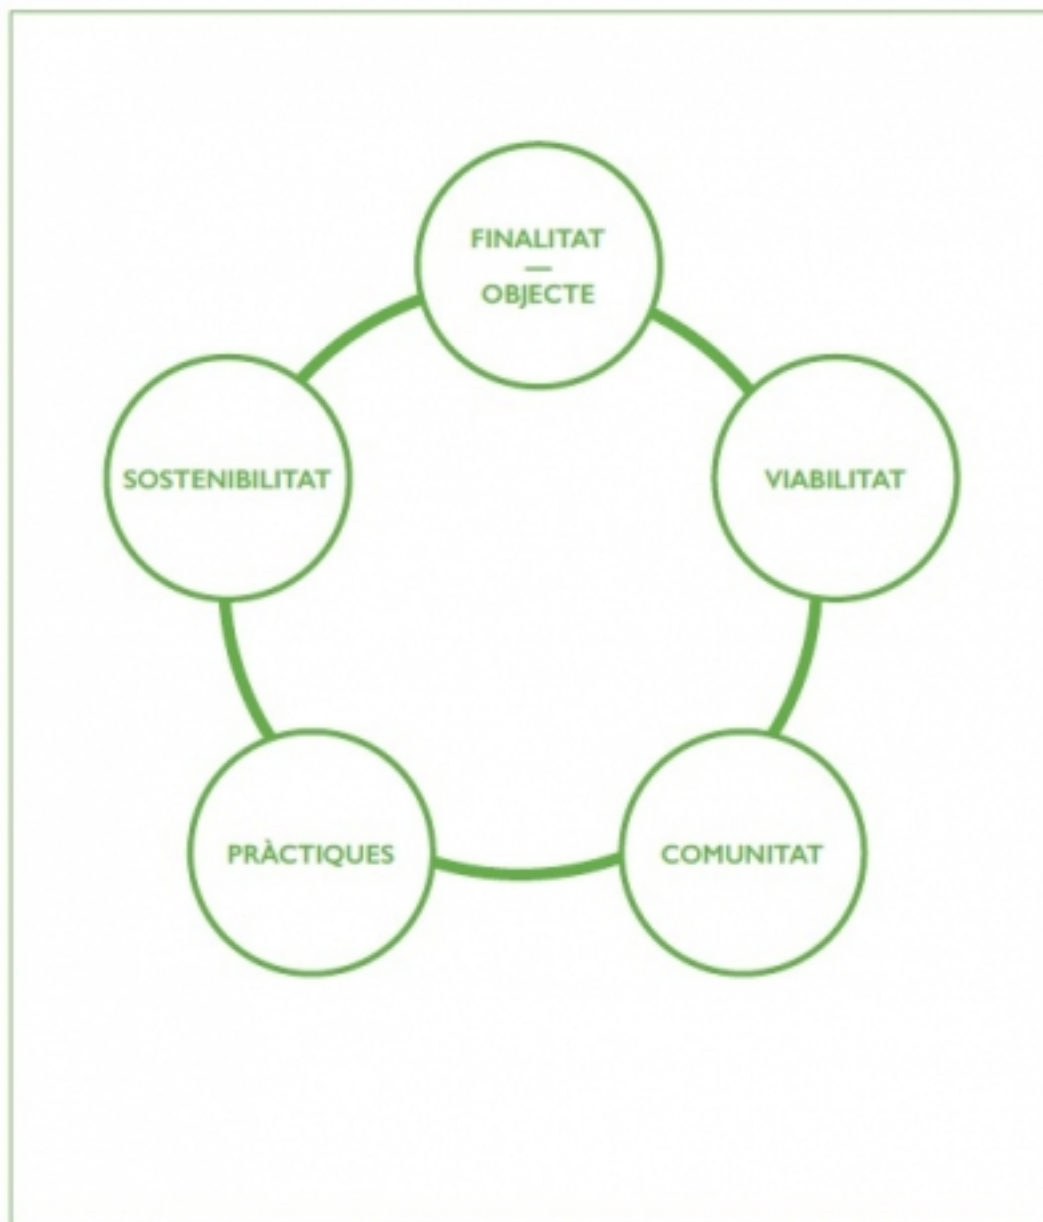 FINALITAT
—
OBJECTE
SOSTENIBILITAT
VIABILITAT
PRÀCTIQUES
COMUNITAT